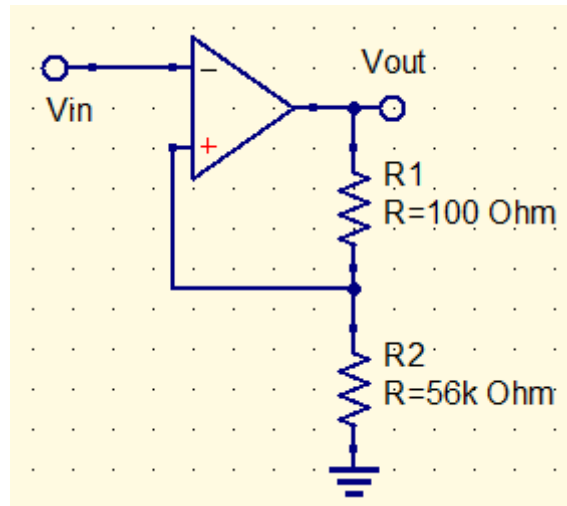 −
Vout
Vin
+
R1
R=100 Ohm
R2
R=56k Ohm